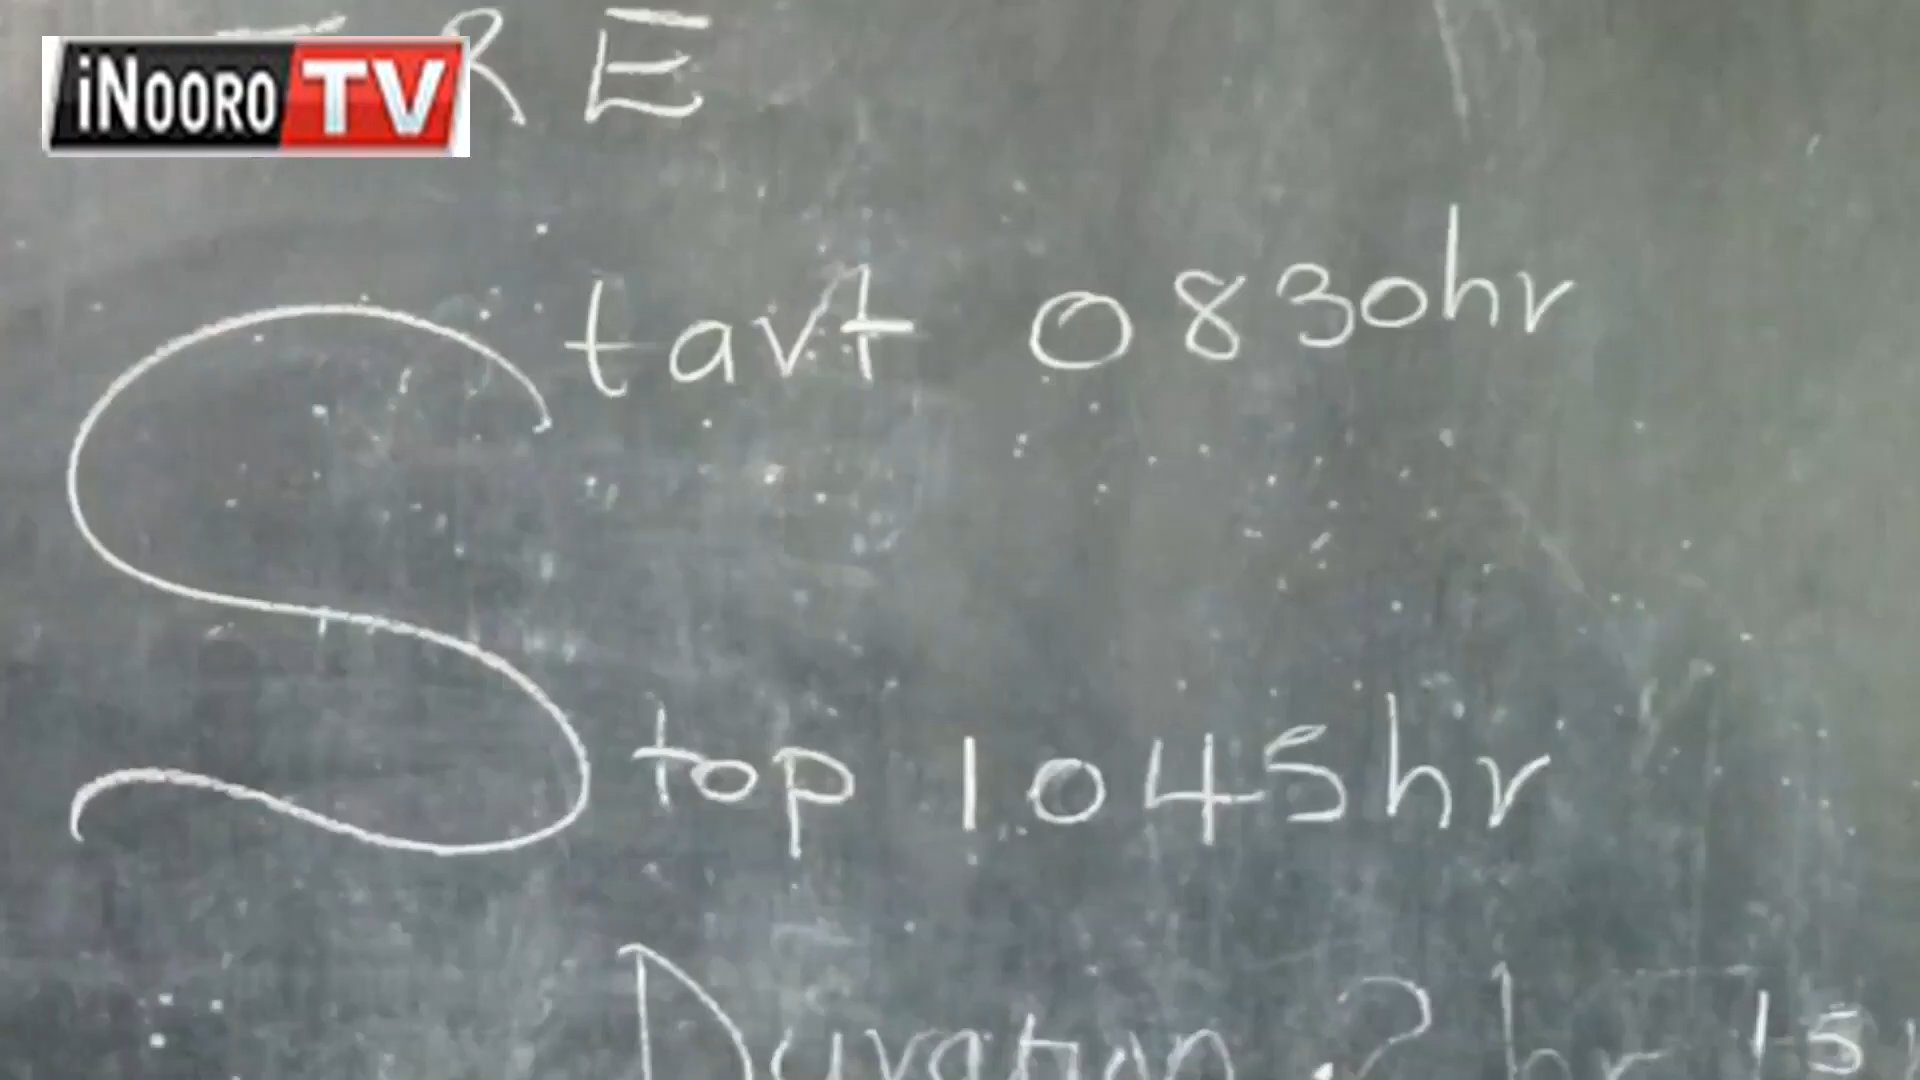 iNOORO TV
RE
Start 0830hr
Stop 1045hr
Duration 2hr 15